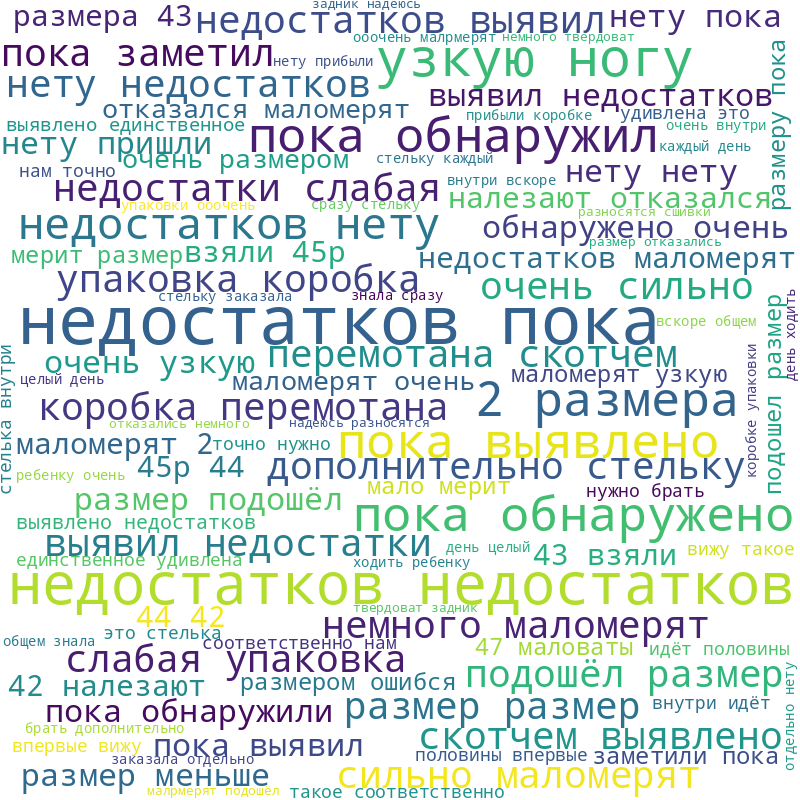 задник надеюсь
размера 43
недостатков выявил
нету пока
ооочень малрмерят
немного твердоват
пока заметил
нету прибыли
узкую ногу
размеру пока
нету недостатков
выявил недостатков
отказался маломерят
прибыли коробке
удивлена это
выявлено единственное
пока обнаружил
очень внутри
нету пришли
каждый день
очень размером
стельку каждый
нам точно
нету нету
недостатки слабая
внутри вскоре
налезают отказался
упаковки ооочень
сразу стельку
разносятся сшивки
недостатков нету
обнаружено очень
размер отказались
мерит размер
взяли 45р
недостатков маломерят
упаковка коробка
очень сильно
стельку заказала
знала сразу
день ходить
недостатков пока
вскоре общем
подошел размер
стелька внутри
очень узкую
перемотана скотчем
коробке упаковки
целый день
маломерят очень
маломерят узкую
коробка перемотана
2 размера
отказались немного
надеюсь разносятся
маломерят 2
точно нужно
пока выявлено
45р 44
дополнительно стельку
ребенку очень
мало мерит
нужно брать
размер подошёл
пока обнаружено
выявлено недостатков
выявил недостатки
день целый
43 взяли
вижу такое
единственное удивлена
ходить ребенку
недостатков недостатков
твердоват задник
44 42
немного маломерят
это стелька
общем знала
соответственно нам
47 маловаты
идёт половины
слабая упаковка
подошёл размер
отдельно нету
42 налезают
размером ошибся
пока обнаружили
размер размер
внутри идёт
брать дополнительно
скотчем выявлено
впервые вижу
пока выявил
половины впервые
заметили пока
заказала отдельно
размер меньше
сильно маломерят
малрмерят подошёл
такое соответственно